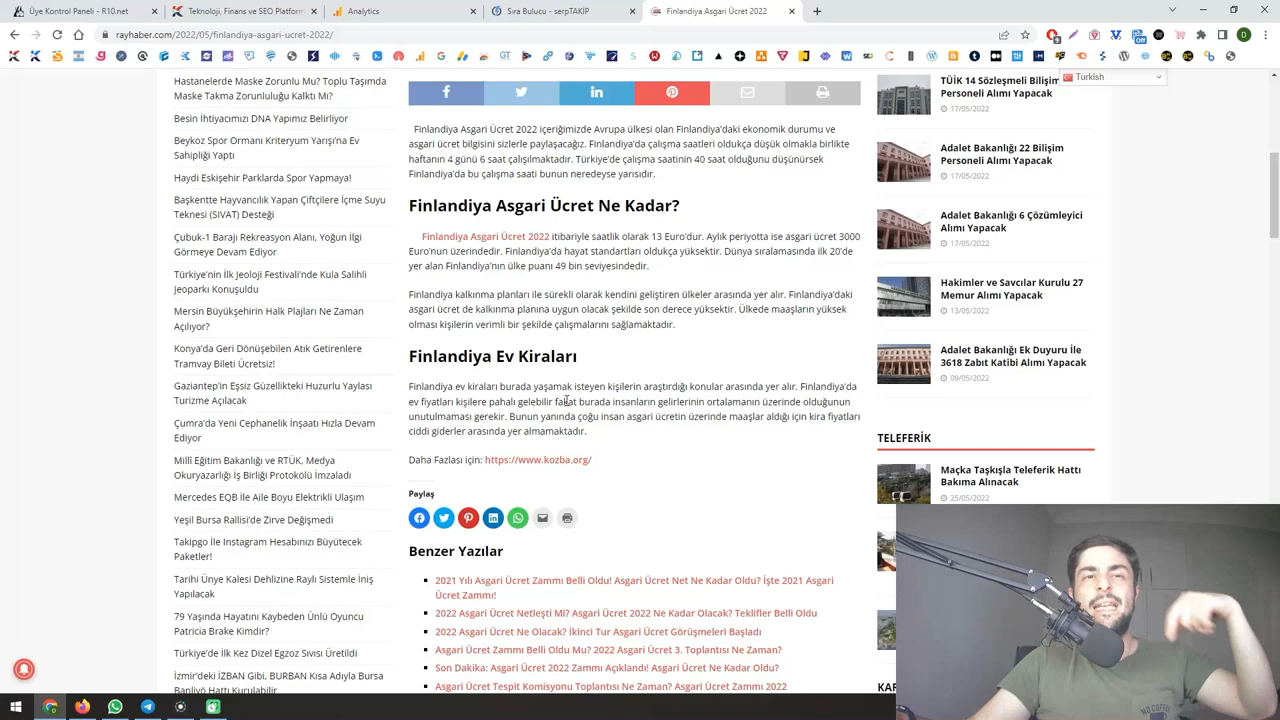 Üye Kontrol Paneli - R10.net
Teknoloji, Finans ve SEO Platform
Analytics
Sıra Bulucu - serpTAKİP
Finlandiya Asgari Ücret 2022
rayhaber.com/2022/05/finlandiya-asgari-ucret-2022/
Turkish
Hastanelerde Maske Zorunlu Mu? Toplu Taşımda
Maske Takma Zorunluluğu Kalktı Mı?
Besin İhtiyacımızı DNA Yapımız Belirliyor
Beykoz Spor Ormanı Kriteryum Yarışı'na Ev
Sahipliği Yaptı
Haydi Eskişehir Parklarda Spor Yapmaya!
Başkentte Hayvancılık Yapan Çiftçilere İçme Suyu
Teknesi (SIVAT) Desteği
Çubuk-1 Barajı Rekreasyon Alanı, Yoğun İlgi
Görmeye Devam Ediyor
Türkiye'nin İlk Jeoloji Festivali'nde Kula Salihli
Jeoparkı Konuşuldu
Mersin Büyükşehirin Halk Plajları Ne Zaman
Açılıyor?
Konya'da Geri Dönüşebilen Atık Getirenlere
Tramvay Bileti Ücretsiz!
Gaziantep'in Eşsiz Güzellikteki Huzurlu Yaylası
Turizme Açılacak
Çumra'da Yeni Cephanelik İnşaatı Hızla Devam
Ediyor
Millî Eğitim Bakanlığı ve RTÜK, Medya
Okuryazarlığı İş Birliği Protokolü İmzaladı
Mercedes EQB İle Aile Boyu Elektrikli Ulaşım
Yeşil Bursa Rallisi'de Zirve Değişmedi
Takipgo İle Instagram Hesabınızı Büyütecek
Paketler!
Tarihi Ünye Kalesi Dehlizine Raylı Sistemle İniş
Yapılacak
79 Yaşında Hayatını Kaybeden Ünlü Oyuncu
Patricia Brake Kimdir?
Türkiye'de İlk Kez Dizel Egzoz Sıvısı Üretildi
İzmir'deki İZBAN Gibi, BURBAN Kısa Adıyla Bursa
Banliyö Hattı Kurulabilir
Finlandiya Asgari Ücret 2022 içeriğimizde Avrupa ülkesi olan Finlandiya'daki ekonomik durumu ve
asgari ücret bilgisini sizlerle paylaşacağız. Finlandiya'da çalışma saatleri oldukça düşük olmakla birlikte
haftanın 4 günü 6 saat çalışılmaktadır. Türkiye'de çalışma saatinin 40 saat olduğunu düşünürsek
Finlandiya'da bu çalışma saati bunun neredeyse yarısıdır.
Finlandiya Asgari Ücret Ne Kadar?
Finlandiya Asgari Ücret 2022 itibariyle saatlik olarak 13 Euro'dur. Aylık periyotta ise asgari ücret 3000
Euro'nun üzerindedir. Finlandiya'da hayat standartları oldukça yüksektir. Dünya sıralamasında ilk 20'de
yer alan Finlandiya'nın ülke puanı 49 bin seviyesindedir.
Finlandiya kalkınma planları ile sürekli olarak kendini geliştiren ülkeler arasında yer alır. Finlandiya'daki
asgari ücret de kalkınma planına uygun olacak şekilde son derece yüksektir. Ülkede maaşların yüksek
olması kişilerin verimli bir şekilde çalışmalarını sağlamaktadır.
Finlandiya Ev Kiraları
Finlandiya ev kiraları burada yaşamak isteyen kişilerin araştırdığı konular arasında yer alır. Finlandiya'da
ev fiyatları kişilere pahalı gelebilir fakat burada insanların gelirlerinin ortalamanın üzerinde olduğunun
unutulmaması gerekir. Bunun yanında çoğu insan asgari ücretin üzerinde maaşlar aldığı için kira fiyatları
ciddi giderler arasında yer almamaktadır.
Daha Fazlası için: https://www.kozba.org/
Paylaş
Benzer Yazılar
2021 Yılı Asgari Ücret Zammı Belli Oldu! Asgari Ücret Net Ne Kadar Oldu? İşte 2021 Asgari
Ücret Zammı!
2022 Asgari Ücret Netleşti Mi? Asgari Ücret 2022 Ne Kadar Olacak? Teklifler Belli Oldu
2022 Asgari Ücret Ne Olacak? İkinci Tur Asgari Ücret Görüşmeleri Başladı
Asgari Ücret Zammı Belli Oldu Mu? 2022 Asgari Ücret 3. Toplantısı Ne Zaman?
Son Dakika: Asgari Ücret 2022 Zammı Açıklandı! Asgari Ücret Ne Kadar Oldu?
Asgari Ücret Tespit Komisyonu Toplantısı Ne Zaman? Asgari Ücret Zammı 2022
TÜİK 14 Sözleşmeli Bilişim
Personeli Alımı Yapacak
17/05/2022
Adalet Bakanlığı 22 Bilişim
Personeli Alımı Yapacak
17/05/2022
Adalet Bakanlığı 6 Çözümleyici
Alımı Yapacak
17/05/2022
Hakimler ve Savcılar Kurulu 27
Memur Alımı Yapacak
13/05/2022
Adalet Bakanlığı Ek Duyuru İle
3618 Zabıt Katibi Alımı Yapacak
09/05/2022
TELEFERİK
Maçka Taşkışla Teleferik Hattı
Bakıma Alınacak
25/05/2022
NO COFFEE